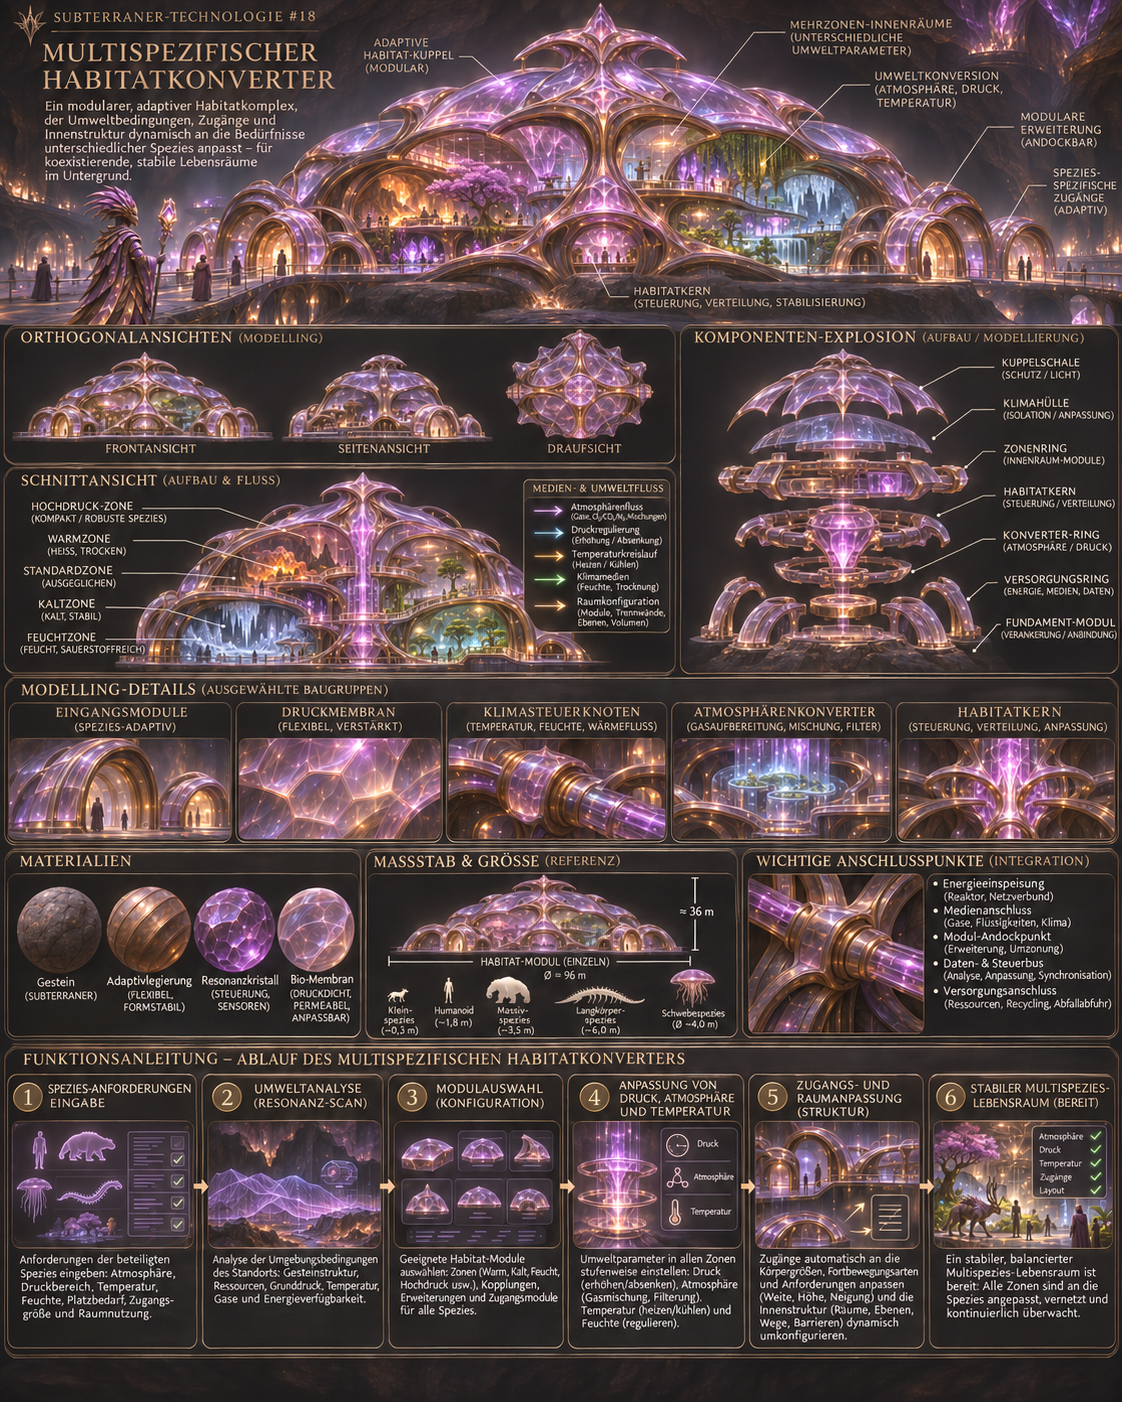 SUBTERRANER-TECHNOLOGIE #18
MULTISPEZIFISCHER
HABITATKONVERTER
Ein modularer, adaptiver Habitatkomplex,
der Umweltbedingungen, Zugänge und
Innenstruktur dynamisch an die Bedürfnisse
unterschiedlicher Spezies anpasst – für
koexistierende, stabile Lebensräume
im Untergrund.
ADAPTIVE
HABITAT-KUPPEL
(MODULAR)
MEHRZONEN-INNENRÄUME
(UNTERSCHIEDLICHE
UMWELTPARAMETER)
UMWELTKONVERSION
(ATMOSPHÄRE, DRUCK,
TEMPERATUR)
MODULARE
ERWEITERUNG
(ANDOCKBAR)
SPEZIES-
SPEZIFISCHE
ZUGÄNGE
(ADAPTIV)
HABITATKERN
(STEUERUNG, VERTEILUNG, STABILISIERUNG)
ORTHOGONALANSICHTEN (MODELLING)
FRONTANSICHT
SEITENANSICHT
DRAUFSICHT
KOMPONENTEN-EXPLOSION (AUFBAU / MODELLIERUNG)
KUPPELSCHALE
(SCHUTZ / LICHT)
KLIMAHÜLLE
(ISOLATION / ANPASSUNG)
ZONENRING
(INNENRAUM-MODULE)
HABITATKERN
(STEUERUNG / VERTEILUNG)
KONVERTER-RING
(ATMOSPHÄRE / DRUCK)
VERSORGUNGSRING
(ENERGIE, MEDIEN, DATEN)
FUNDAMENT-MODUL
(VERANKERUNG / ANBINDUNG)
SCHNITTANSICHT (AUFBAU & FLUSS)
HOCHDRUCK-ZONE
(KOMPAKT / ROBUSTE SPEZIES)
WARMZONE
(HEISS, TROCKEN)
STANDARDZONE
(AUSGEGLICHEN)
KALTZONE
(KALT, STABIL)
FEUCHTZONE
(FEUCHT, SAUERSTOFFREICH)
MEDIEN- & UMWELTFLUSS
Atmosphärenfluss
Druckregulierung
(Erhöhung / Absenkung)
Temperaturkreislauf
(Heizen / Kühlen)
Klimamedien
(Feuchte, Trocknung)
Raumkonfiguration
(Module, Trennwände,
Ebenen, Volumen)
MODELLING-DETAILS (AUSGEWÄHLTE BAUGRUPPEN)
EINGANGSMODULE
(SPEZIES-ADAPTIV)
DRUCKMEMBRAN
(FLEXIBEL, VERSTÄRKT)
KLIMASTEUERKNOTEN
(TEMPERATUR, FEUCHTE, WÄRMEFLUSS)
ATMOSPHÄRENKONVERTER
(GASAUFBEREITUNG, MISCHUNG, FILTER)
HABITATKERN
(STEUERUNG, VERTEILUNG, ANPASSUNG)
MATERIALIEN
Gestein
(SUBTERRANER)
Adaptivlegierung
(FLEXIBEL,
FORMSTABIL)
Resonanzkristall
(STEUERUNG,
SENSOREN)
Bio-Membran
(DRUCKDICHT,
PERMEABEL,
ANPASSBAR)
MASSSTAB & GRÖSSE (REFERENZ)
≈ 36 m
HABITAT-MODUL (EINZELN)
Ø ≈ 96 m
Klein-
spezies
(~0,3 m)
Humanoid
(~1,8 m)
Massiv-
spezies
(~3,5 m)
Langkörper-
spezies
(~6,0 m)
Schwebespezies
(Ø ~4,0 m)
WICHTIGE ANSCHLUSSPUNKTE (INTEGRATION)
• Energieeinspeisung
(Reaktor, Netzverbund)
• Medienanschluss
(Gase, Flüssigkeiten, Klima)
• Modul-Andockpunkt
(Erweiterung, Umzonung)
• Daten- & Steuerbus
(Analyse, Anpassung, Synchronisation)
• Versorgungsanschluss
(Ressourcen, Recycling, Abfallabfuhr)
FUNKTIONSANLEITUNG – ABLAUF DES MULTISPEZIFISCHEN HABITATKONVERTERS
1 SPEZIES-ANFORDERUNGEN
EINGABE
Anforderungen der beteiligten
Spezies eingeben: Atmosphäre,
Druckbereich, Temperatur,
Feuchte, Platzbedarf, Zugangs-
größe und Raumnutzung.
2 UMWELTANALYSE
(RESONANZ-SCAN)
Analyse der Umgebungsbedingungen
des Standorts: Gesteinstruktur,
Ressourcen, Grunddruck, Temperatur,
Gase und Energieverfügbarkeit.
3 MODULAUSWAHL
(KONFIGURATION)
Geeignete Habitat-Module
auswählen: Zonen (Warm, Kalt, Feucht,
Hochdruck usw.), Kopplungen,
Erweiterungen und Zugangsmodule
für alle Spezies.
4 ANPASSUNG VON
DRUCK, ATMOSPHÄRE
UND TEMPERATUR
Druck
Atmosphäre
Temperatur
Umweltparameter in allen Zonen
stufenweise einstellen: Druck
(erhöhen/absenken), Atmosphäre
(Gasmischung, Filterung),
Temperatur (heizen/kühlen) und
Feuchte (regulieren).
5 ZUGANGS- UND
RAUMANPASSUNG
(STRUKTUR)
Zugänge automatisch an die
Körpergrößen, Fortbewegungsarten
und Anforderungen anpassen
(Weite, Höhe, Neigung) und die
Innenstruktur (Räume, Ebenen,
Wege, Barrieren) dynamisch
umkonfigurieren.
6 STABILER MULTISPEZIES-
LEBENSRAUM (BEREIT)
Atmosphäre ✓
Druck ✓
Temperatur ✓
Zugänge ✓
Layout ✓
Ein stabiler, balancierter
Multispezies-Lebensraum ist
bereit: Alle Zonen sind an die
Spezies angepasst, vernetzt und
kontinuierlich überwacht.